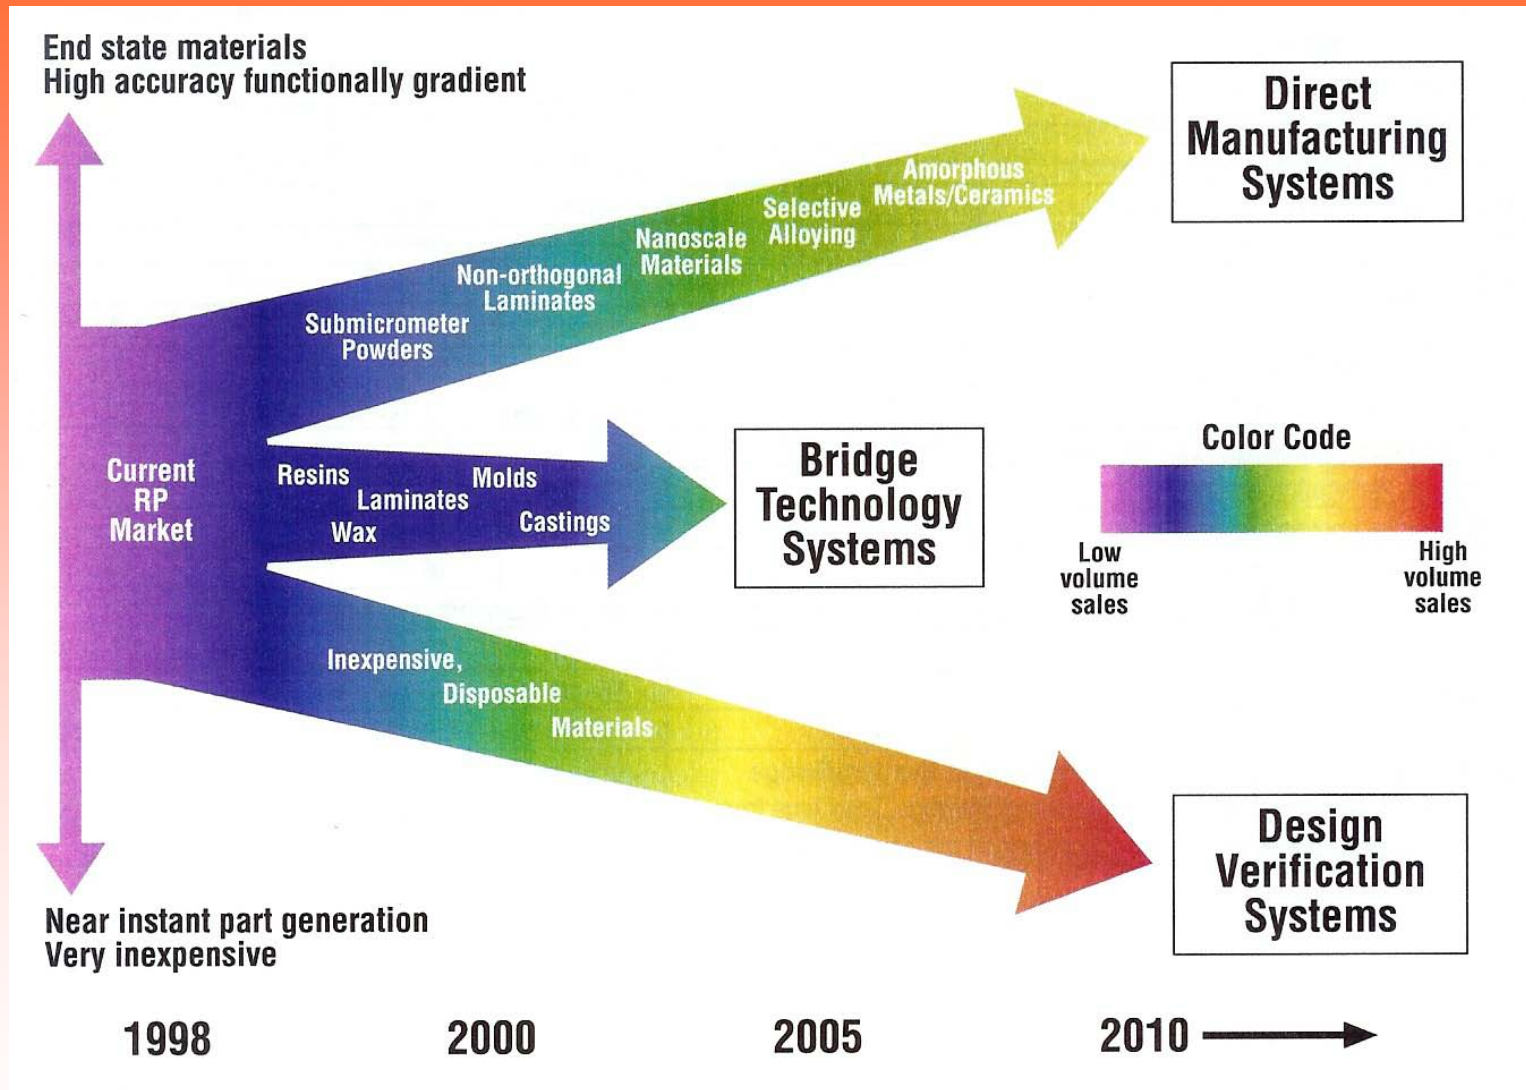 End state materials
High accuracy functionally gradient
Direct
Manufacturing
Systems
Amorphous
Metals/Ceramics
Selective
Alloying
Nanoscale
Materials
Non-orthogonal
Laminates
Submicrometer
Powders
Current
RP
Market
Resins
Laminates
Wax
Molds
Castings
Bridge
Technology
Systems
Color Code
Low
volume
sales
High
volume
sales
Inexpensive,
Disposable
Materials
Design
Verification
Systems
Near instant part generation
Very inexpensive
1998 2000 2005 2010